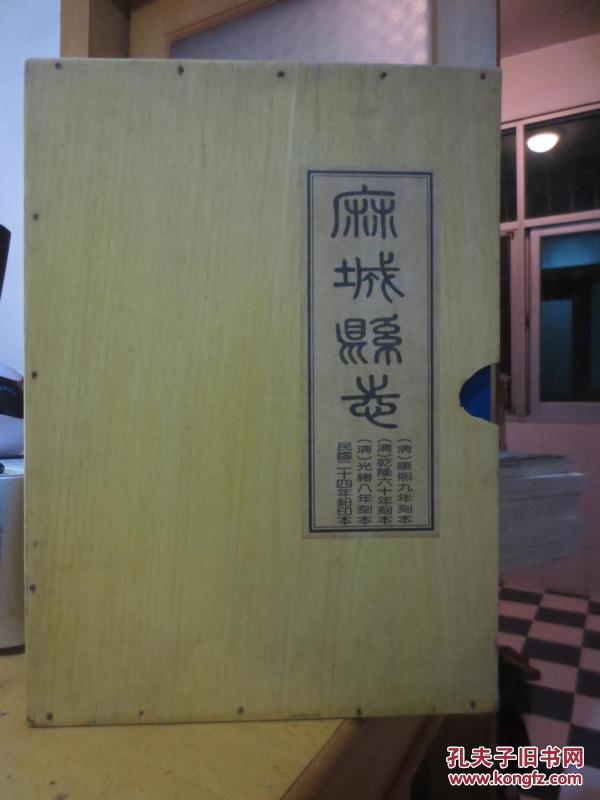 麻城縣志
(清)康熙九年刻本
(清)乾隆六十年刻本
(清)光緒八年刻本
民國二十四年鉛印本
孔夫子旧书网
www.kongfz.com